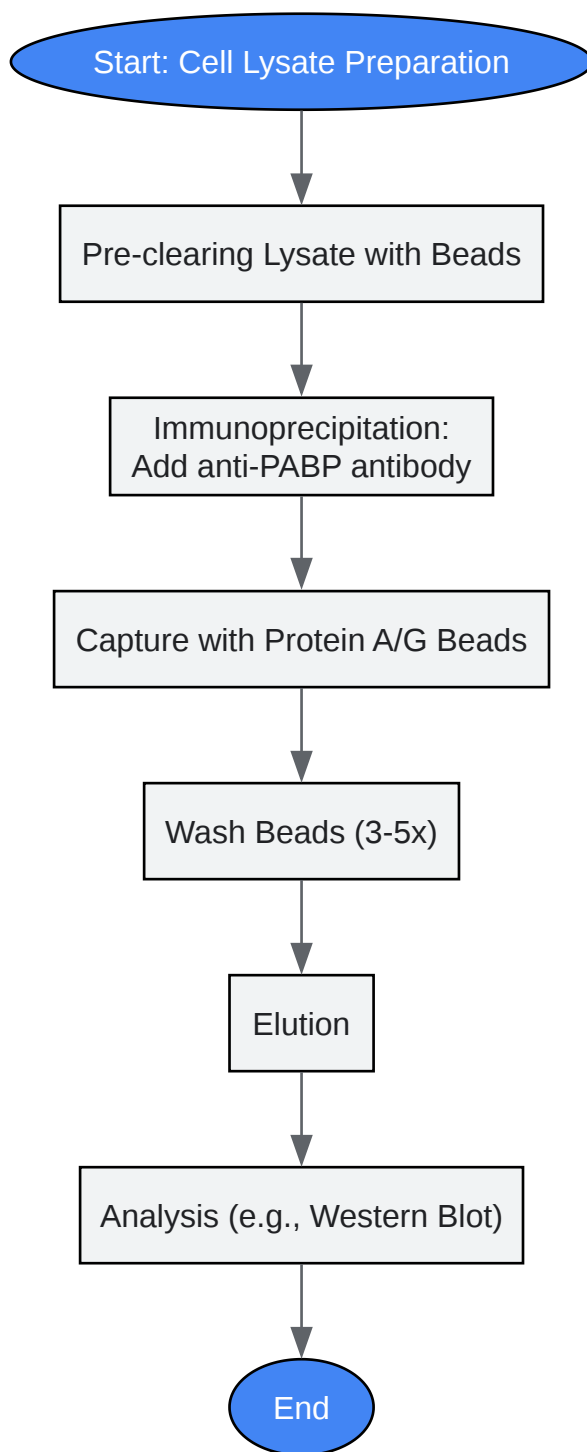 Start: Cell Lysate Preparation
Pre-clearing Lysate with Beads
Immunoprecipitation:
Add anti-PABP antibody
Capture with Protein A/G Beads
Wash Beads (3-5x)
Elution
Analysis (e.g., Western Blot)
End